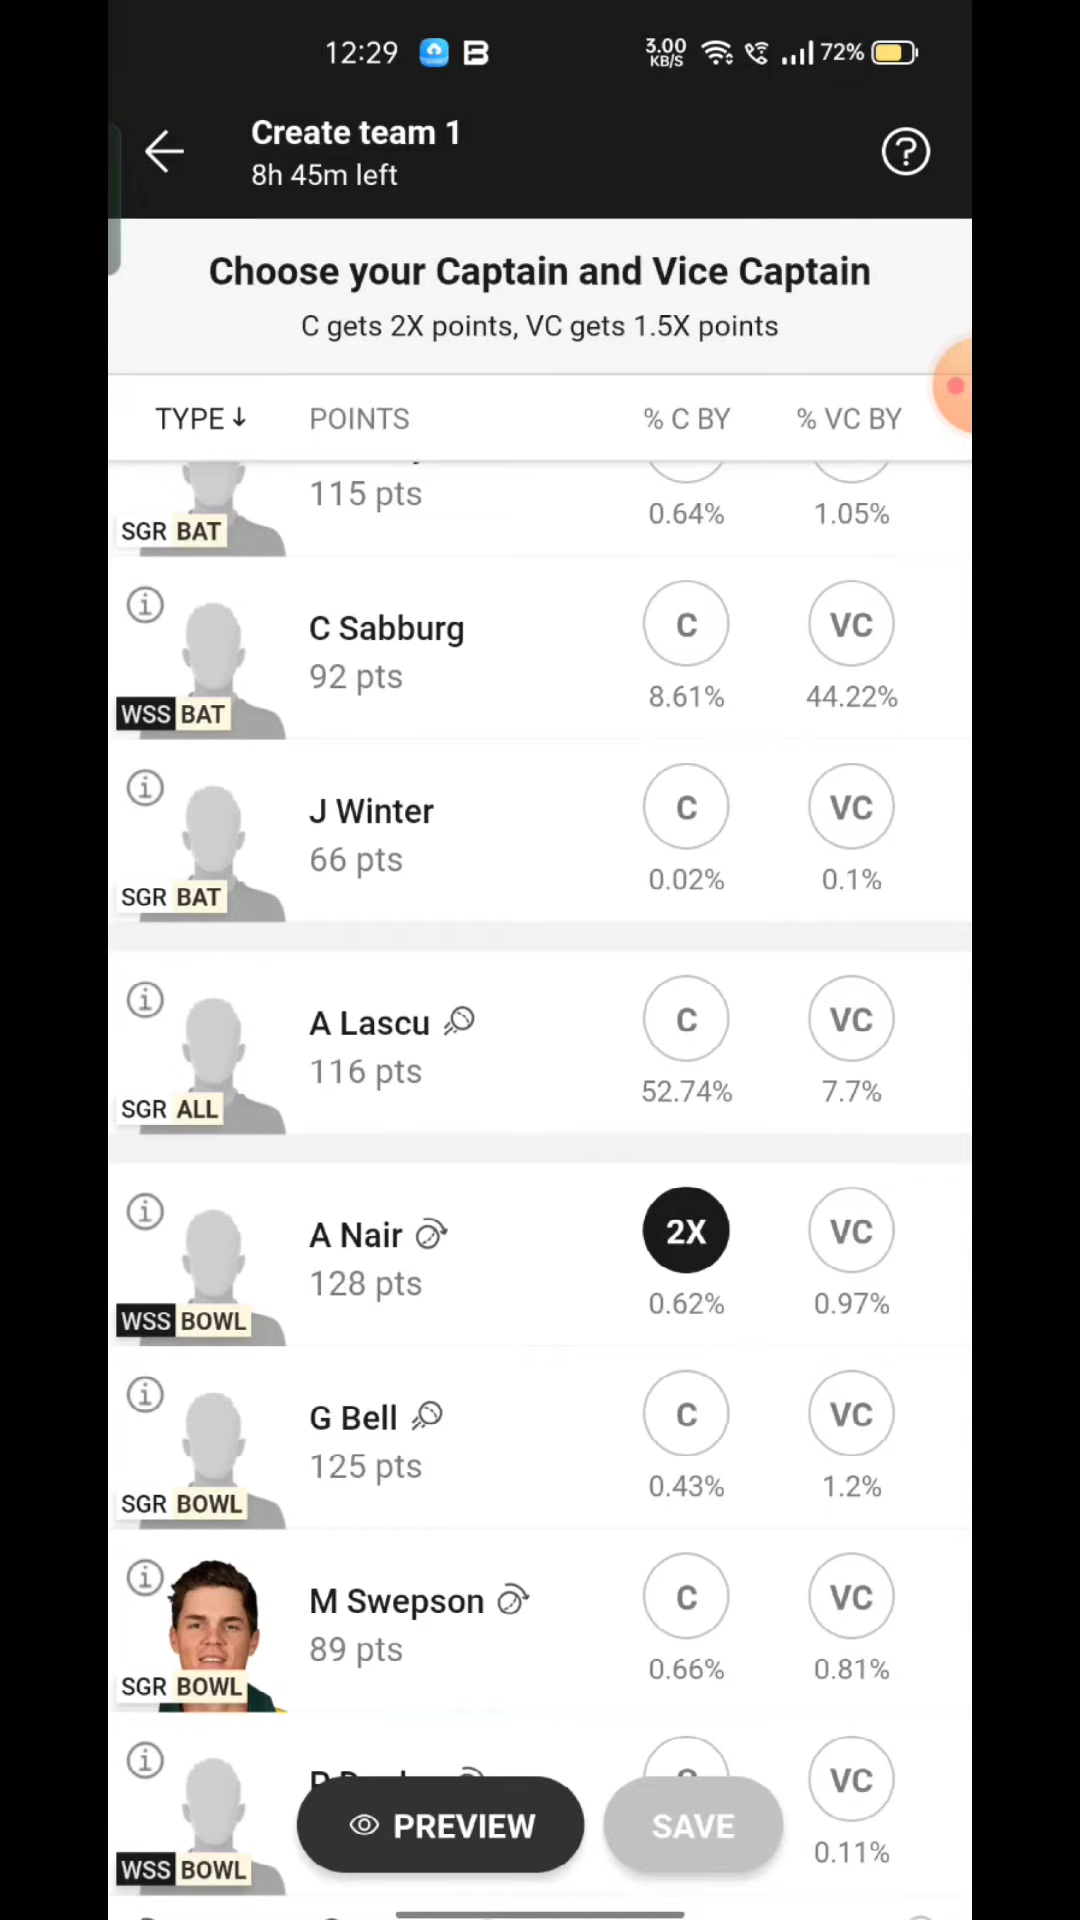 12:29
3.00 KB/S
72%
Create team 1
8h 45m left
Choose your Captain and Vice Captain
C gets 2X points, VC gets 1.5X points
TYPE↓ POINTS % C BY % VC BY
115 pts
0.64% 1.05%
SGR BAT
C Sabburg C VC
92 pts
8.61% 44.22%
WSS BAT
J Winter C VC
66 pts
0.02% 0.1%
SGR BAT
A Lascu C VC
116 pts
52.74% 7.7%
SGR ALL
A Nair 2X VC
128 pts
0.62% 0.97%
WSS BOWL
G Bell C VC
125 pts
0.43% 1.2%
SGR BOWL
M Swepson C VC
89 pts
0.66% 0.81%
SGR BOWL
VC
PREVIEW SAVE
0.11%
WSS BOWL